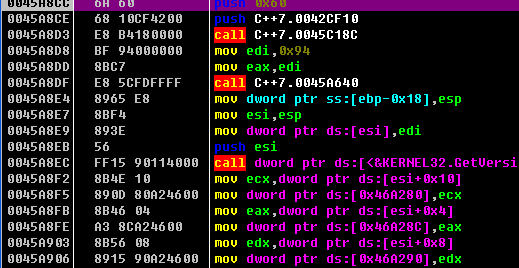 0045A8CC 6A 60 push 0x60
0045A8CE 68 10CF4200 push C++7.0042CF10
0045A8D3 E8 B4180000 call C++7.0045C18C
0045A8D8 BF 94000000 mov edi,0x94
0045A8DD 8BC7 mov eax,edi
0045A8DF E8 5CFDFFFF call C++7.0045A640
0045A8E4 8965 E8 mov dword ptr ss:[ebp-0x18],esp
0045A8E7 8BF4 mov esi,esp
0045A8E9 893E mov dword ptr ds:[esi],edi
0045A8EB 56 push esi
0045A8EC FF15 90114000 call dword ptr ds:[<&KERNEL32.GetVersi
0045A8F2 8B4E 10 mov ecx,dword ptr ds:[esi+0x10]
0045A8F5 890D 80A24600 mov dword ptr ds:[0x46A280],ecx
0045A8FB 8B46 04 mov eax,dword ptr ds:[esi+0x4]
0045A8FE A3 8CA24600 mov dword ptr ds:[0x46A28C],eax
0045A903 8B56 08 mov edx,dword ptr ds:[esi+0x8]
0045A906 8915 90A24600 mov dword ptr ds:[0x46A290],edx